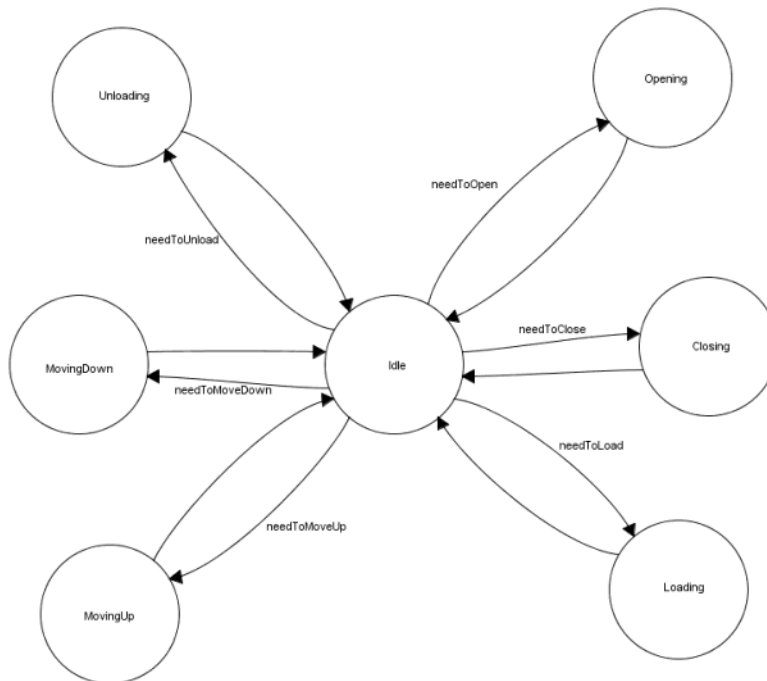 Opening
Unloading
needToOpen
needToUnload
needToClose
Closing
MovingDown
Idle
needToMoveDown
needToLoad
needToMoveUp
Loading
MovingUp